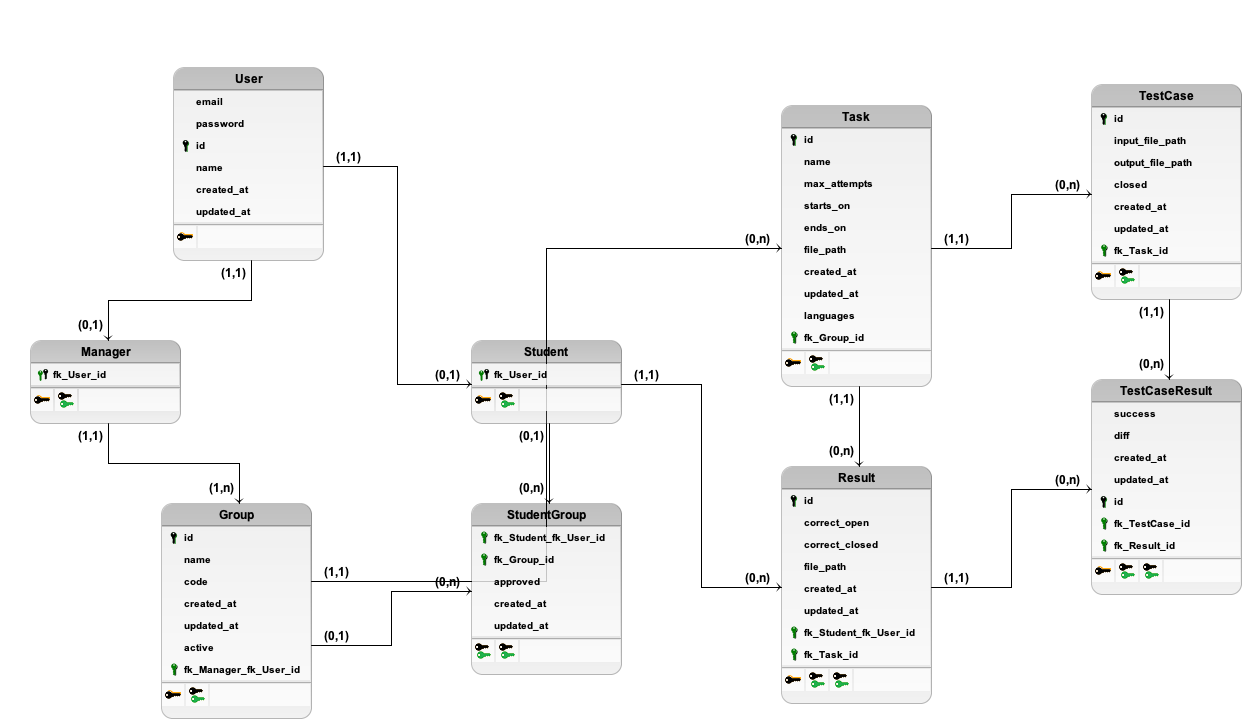 User
email
password
id
name
created_at
updated_at
(1,1)
(1,1)
(0,1)
Manager
fk_User_id
(1,1)
(1,n)
Group
id
name
code
created_at
updated_at
active
fk_Manager_fk_User_id
(1,1)
(0,1)
(0,1)
Student
fk_User_id
(1,1)
(0,1)
(0,n)
StudentGroup
fk_Student_fk_User_id
fk_Group_id
approved
created_at
updated_at
(0,n)
(0,n)
Task
id
name
max_attempts
starts_on
ends_on
file_path
created_at
updated_at
languages
fk_Group_id
(1,1)
(1,1)
(0,n)
Result
id
correct_open
correct_closed
file_path
created_at
updated_at
fk_Student_fk_User_id
fk_Task_id
(0,n)
(1,1)
(0,n)
TestCase
id
input_file_path
output_file_path
closed
created_at
updated_at
fk_Task_id
(1,1)
(0,n)
TestCaseResult
success
diff
created_at
updated_at
id
fk_TestCase_id
fk_Result_id
(0,n)